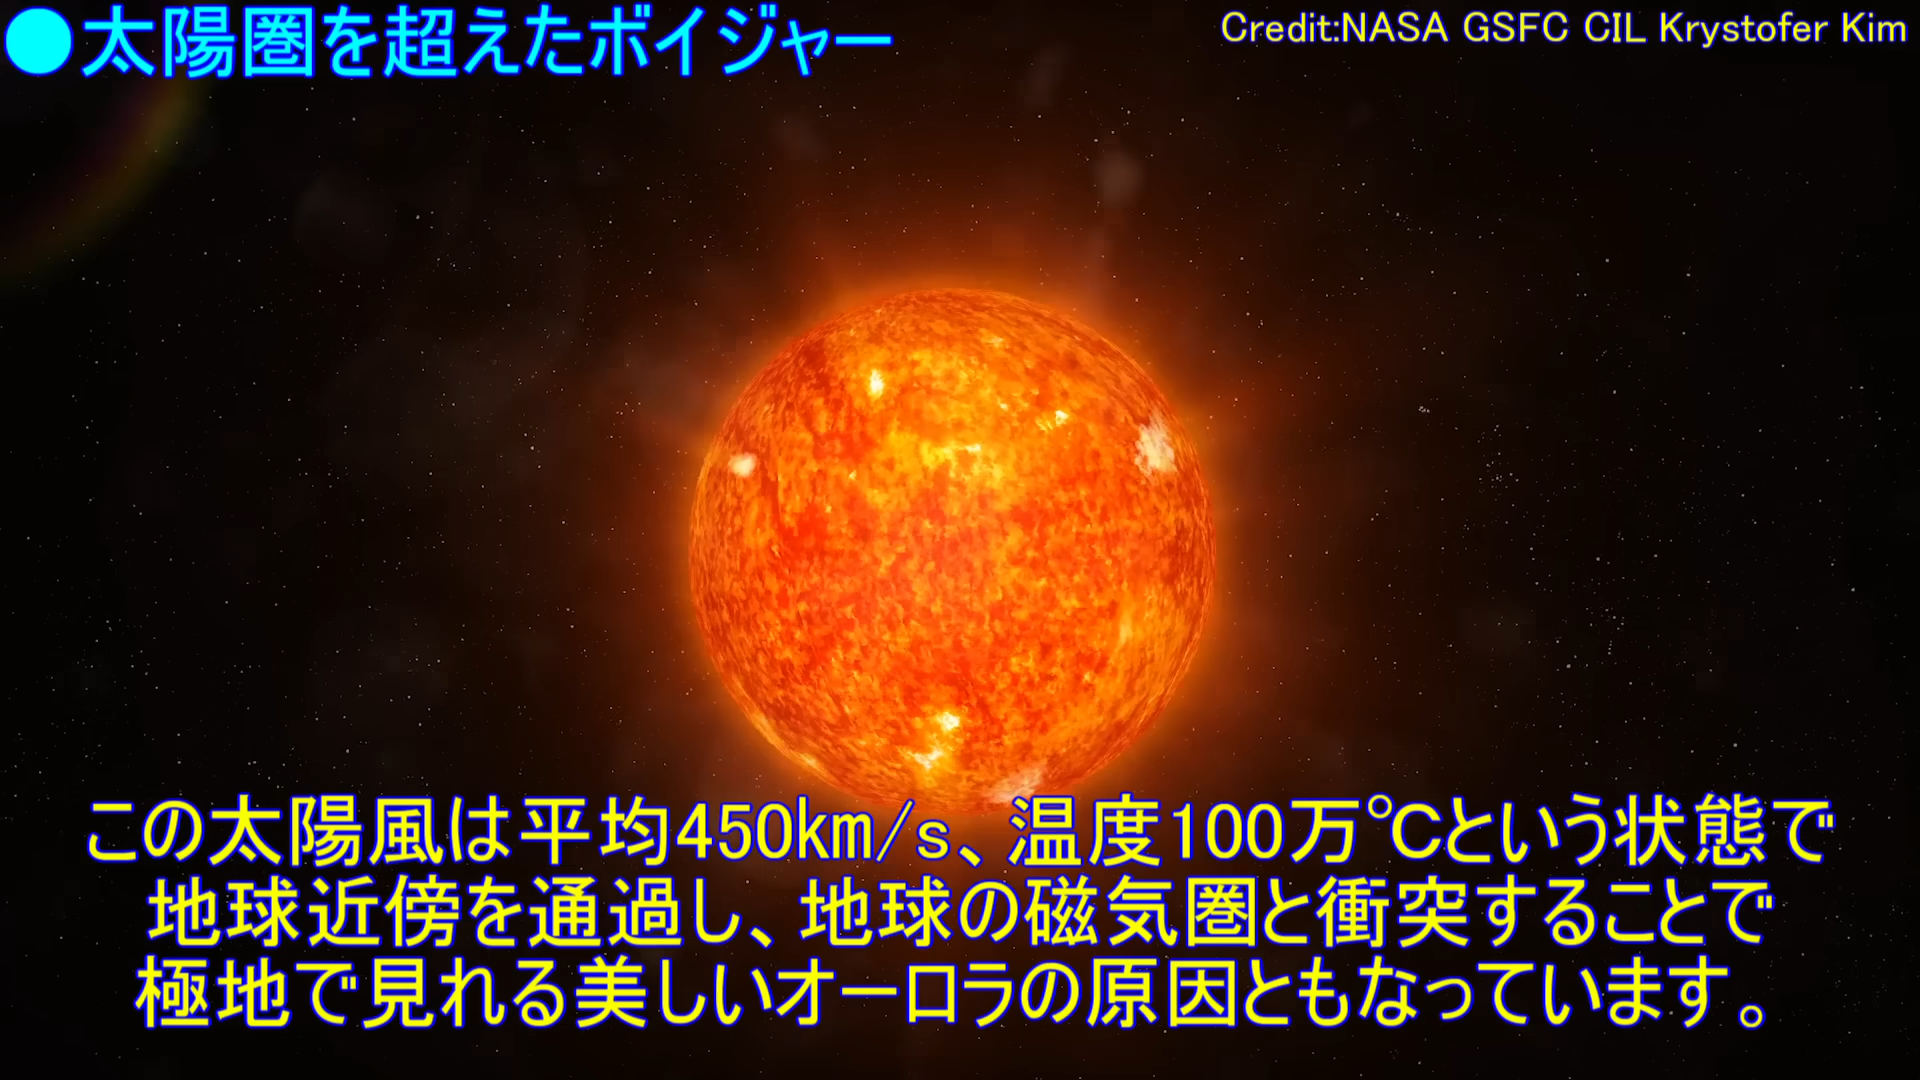 ●太陽圏を超えたボイジャー
Credit:NASA GSFC CIL Krystofer Kim
この太陽風は平均450km/s、温度100万℃という状態で
地球近傍を通過し、地球の磁気圏と衝突することで
極地で見れる美しいオーロラの原因ともなっています。